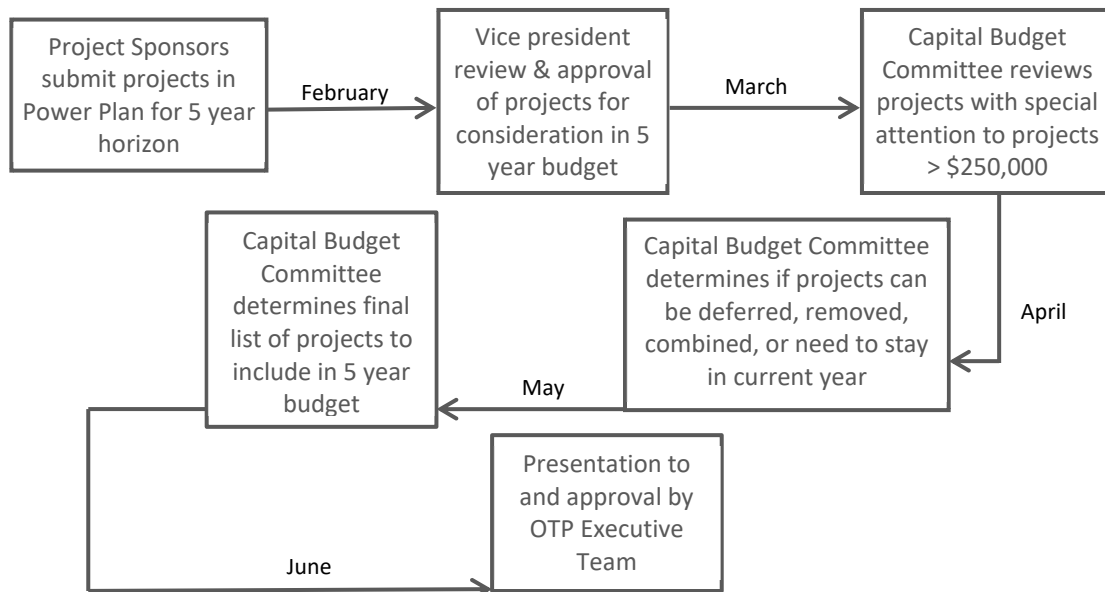 Project Sponsors
submit projects in
Power Plan for 5 year
horizon
February
Vice president
review & approval
of projects for
consideration in 5
year budget
March
Capital Budget
Committee reviews
projects with special
attention to projects
> $250,000
April
Capital Budget Committee
determines if projects can
be deferred, removed,
combined, or need to stay
in current year
May
Capital Budget
Committee
determines final
list of projects to
include in 5 year
budget
June
Presentation to
and approval by
OTP Executive
Team